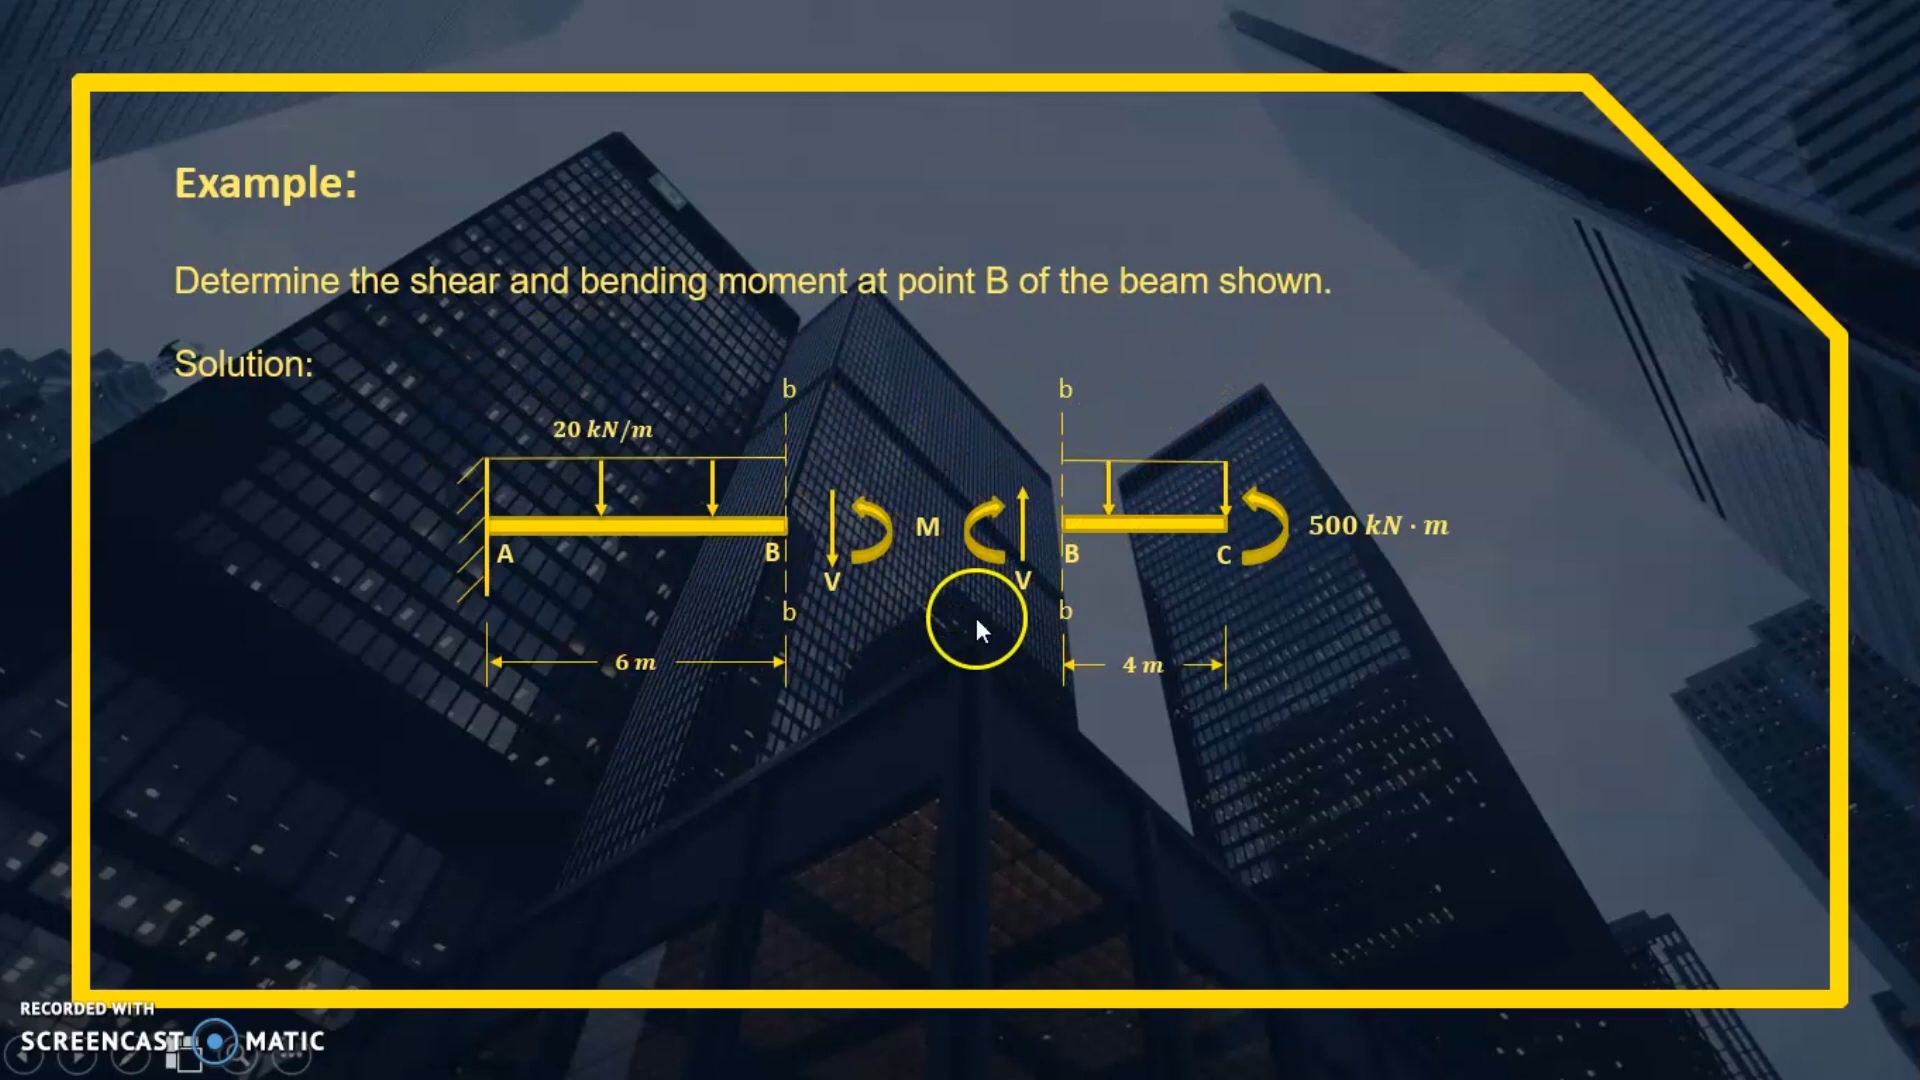 Example:
Determine the shear and bending moment at point B of the beam shown.
Solution:
b b
20 kN/m
M 500 kN · m
A B B C
V V
b b
6 m 4 m
RECORDED WITH
SCREENCAST MATIC